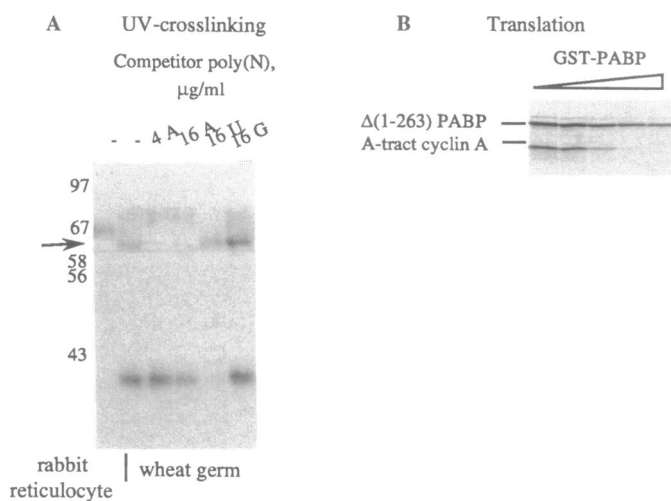 A UV-crosslinking
Competitor poly(N),
μg/ml
- - 4 A 16 A 16 U 16 G
97
67
58
56
43
rabbit
reticulocyte
wheat germ
B Translation
GST-PABP
Δ(1-263) PABP
A-tract cyclin A